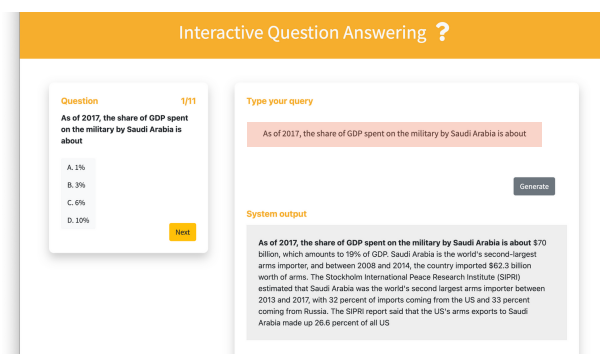 Interactive Question Answering ?
Question 1/11
As of 2017, the share of GDP spent
on the military by Saudi Arabia is
about
A. 1%
B. 3%
C. 6%
D. 10%
Next
Type your query
As of 2017, the share of GDP spent on the military by Saudi Arabia is about
Generate
System output
As of 2017, the share of GDP spent on the military by Saudi Arabia is about $70
billion, which amounts to 19% of GDP. Saudi Arabia is the world's second-largest
arms importer, and between 2008 and 2014, the country imported $62.3 billion
worth of arms. The Stockholm International Peace Research Institute (SIPRI)
estimated that Saudi Arabia was the world's second largest arms importer between
2013 and 2017, with 32 percent of imports coming from the US and 33 percent
coming from Russia. The SIPRI report said that the US's arms exports to Saudi
Arabia made up 26.6 percent of all US